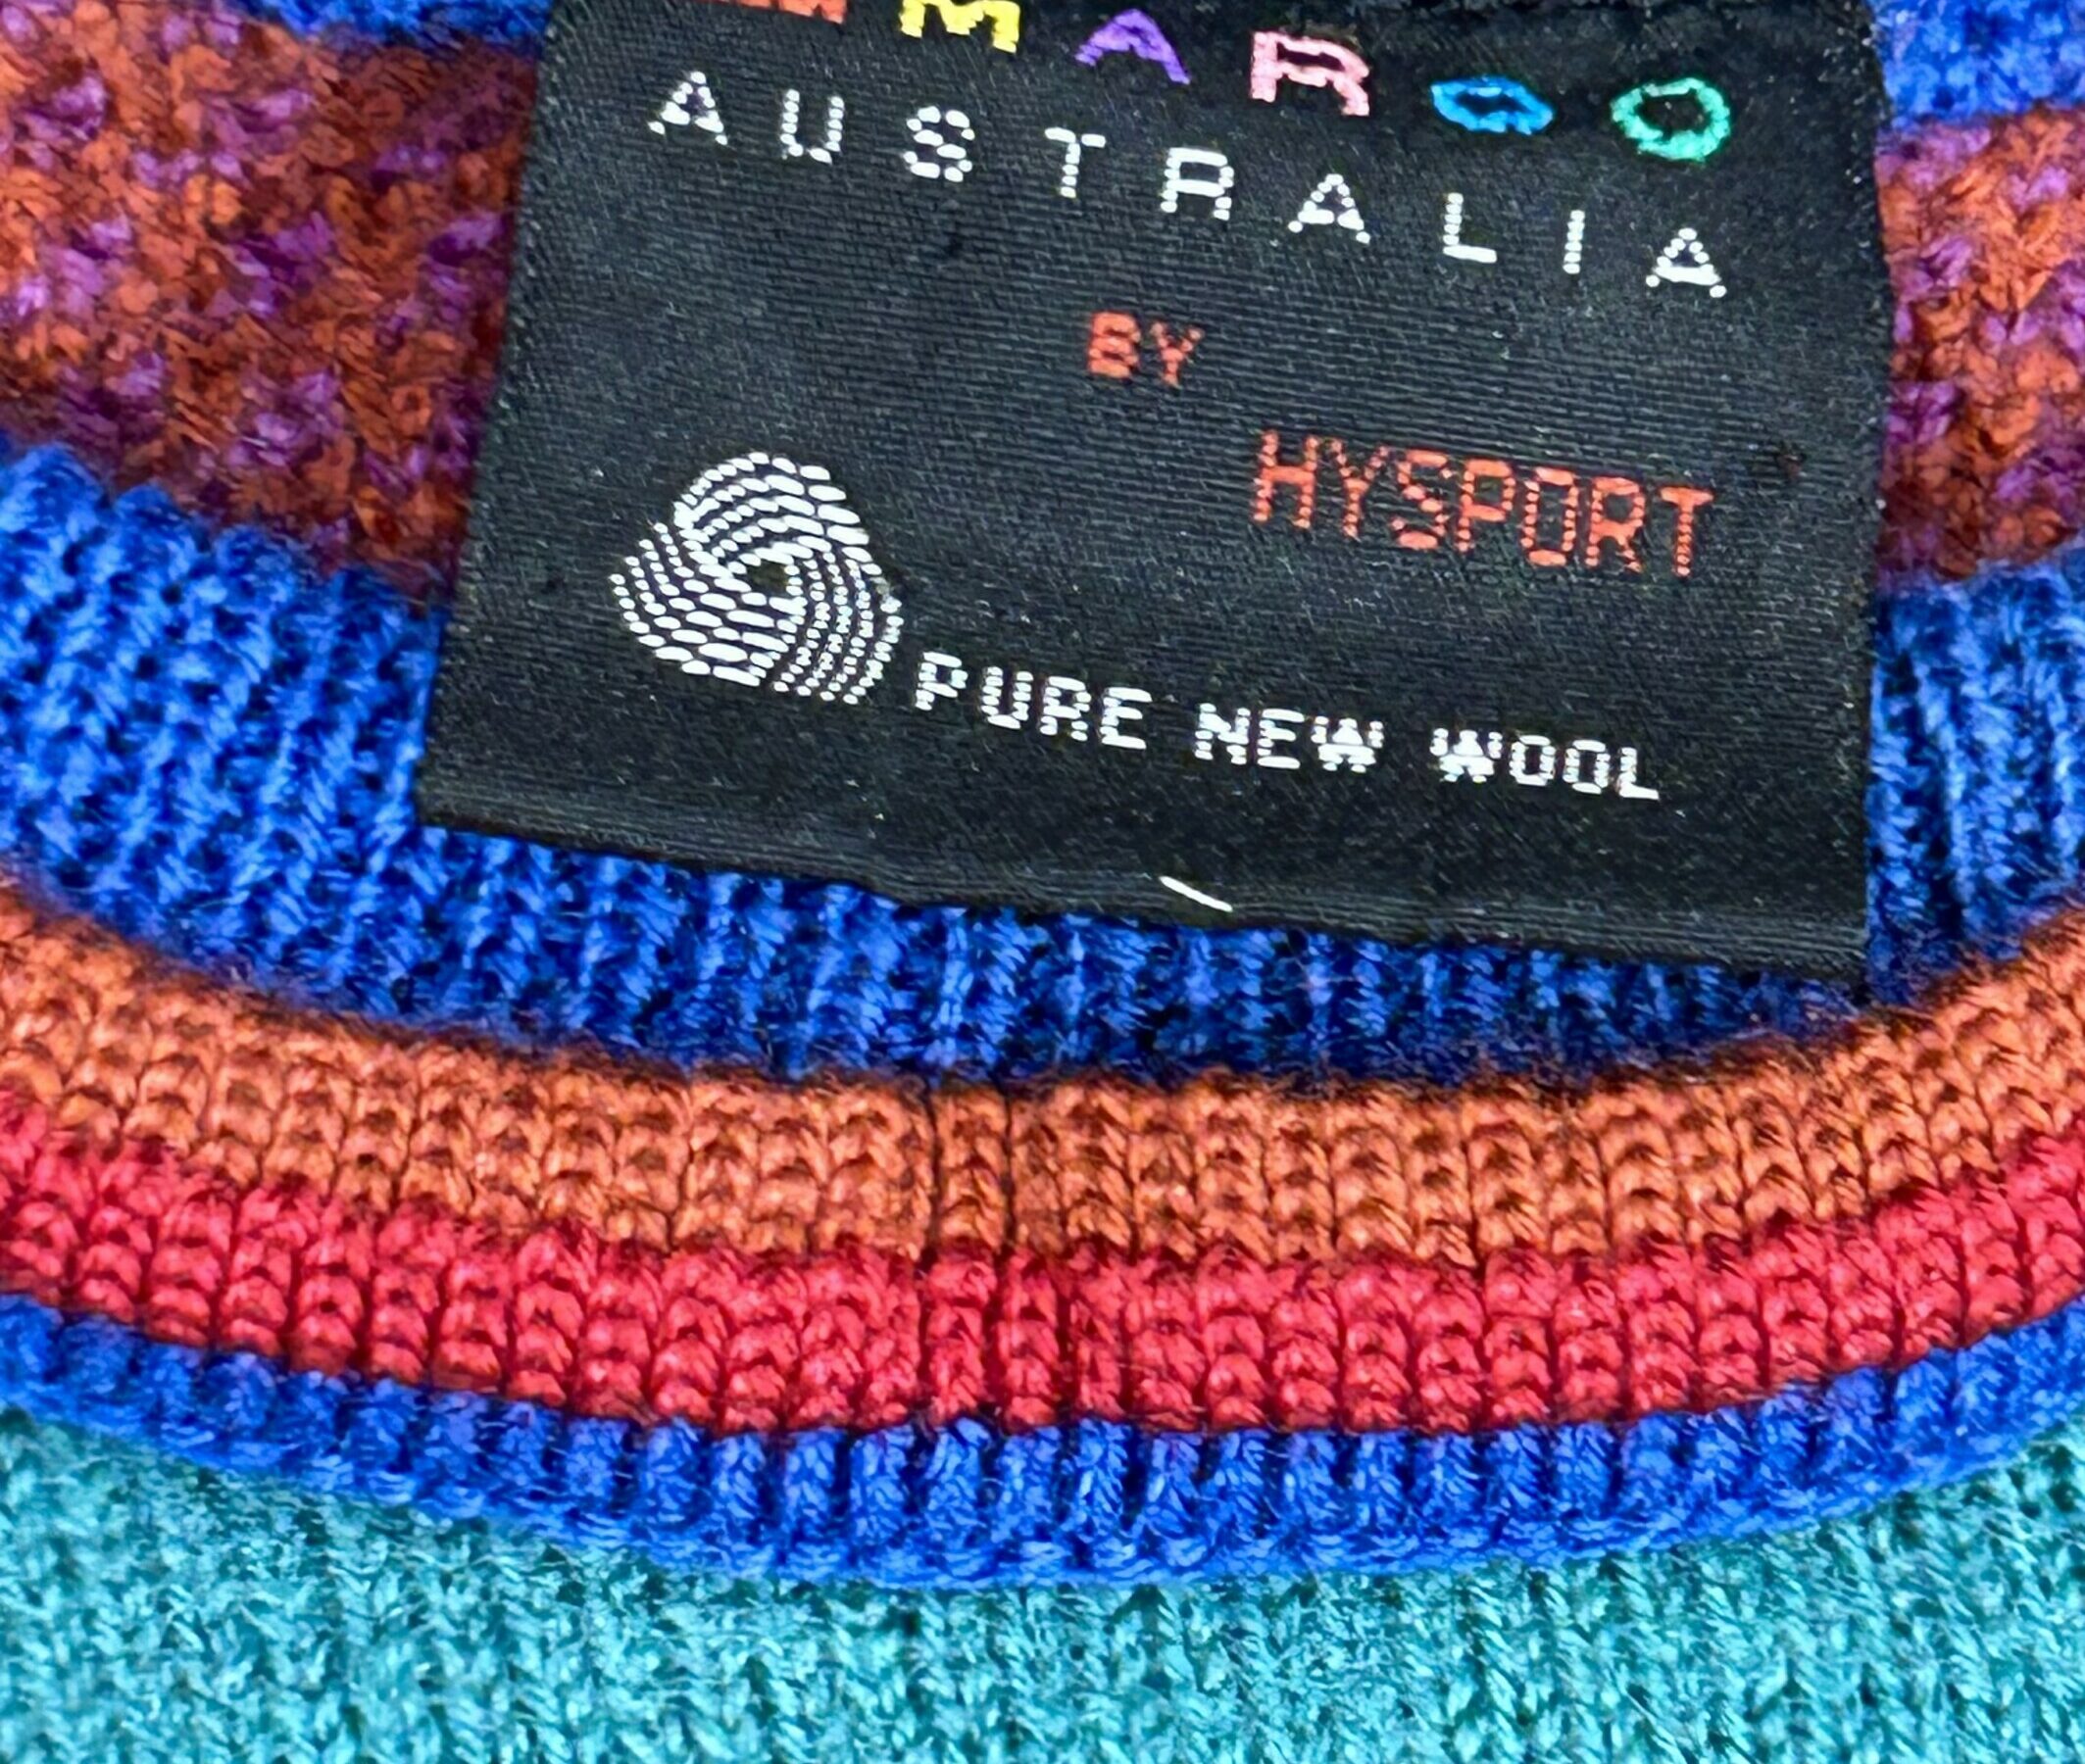 MAROO
AUSTRALIA
BY
HYSPORT
PURE NEW WOOL